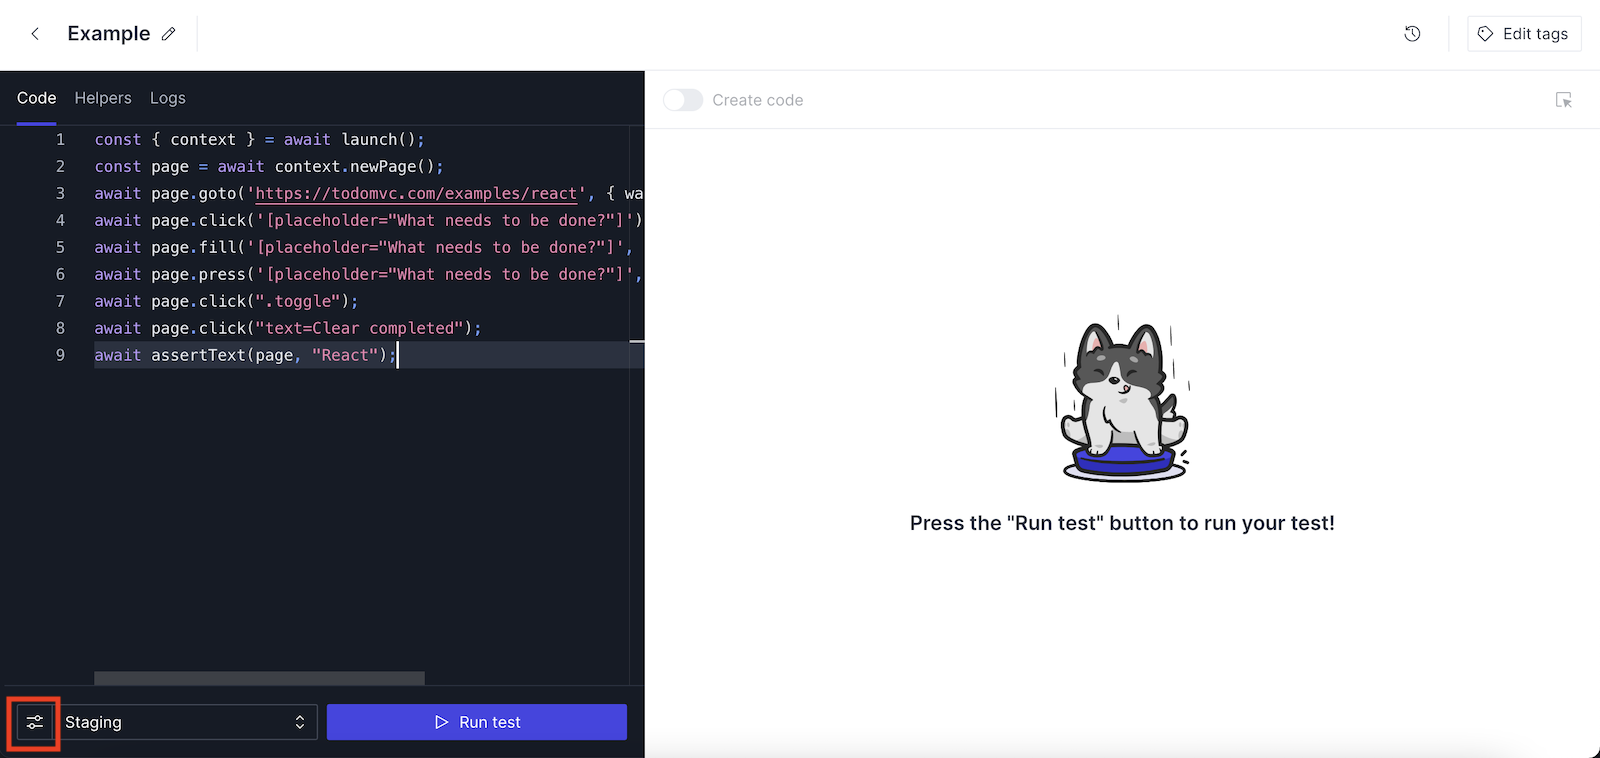 Example
Edit tags
Code Helpers Logs
Create code
1 const { context } = await launch();
2 const page = await context.newPage();
3 await page.goto('https://todomvc.com/examples/react', { wa
4 await page.click('[placeholder="What needs to be done?"]')
5 await page.fill('[placeholder="What needs to be done?"]',
6 await page.press('[placeholder="What needs to be done?"]',
7 await page.click(".toggle");
8 await page.click("text=Clear completed");
9 await assertText(page, "React");
Press the "Run test" button to run your test!
Staging
Run test